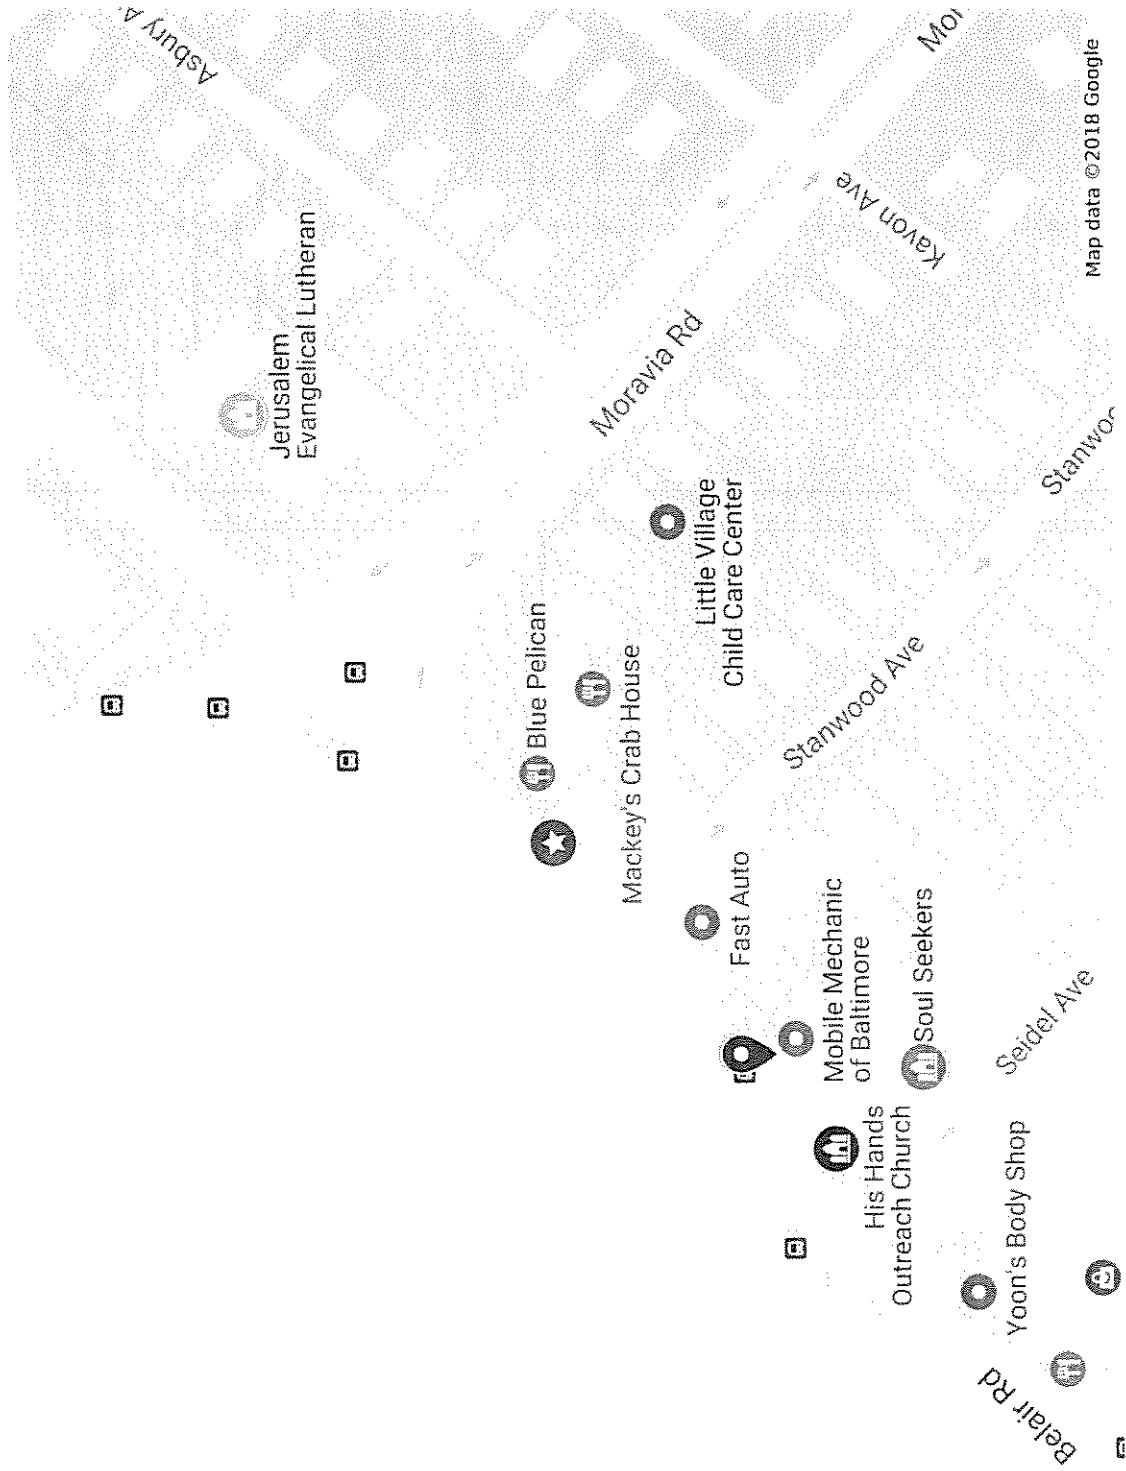 Asbury A
Jerusalem
Evangelical Lutheran
Blue Pelican
Mackey's Crab House
Moravia Rd
Little Village
Child Care Center
Fast Auto
Mobile Mechanic
of Baltimore
Stanwood Ave
His Hands
Outreach Church
Kavon Ave
Soul Seekers
Mor
Yoon's Body Shop
Belair Rd
Seidel Ave
Stanwoo
Map data ©2018 Google